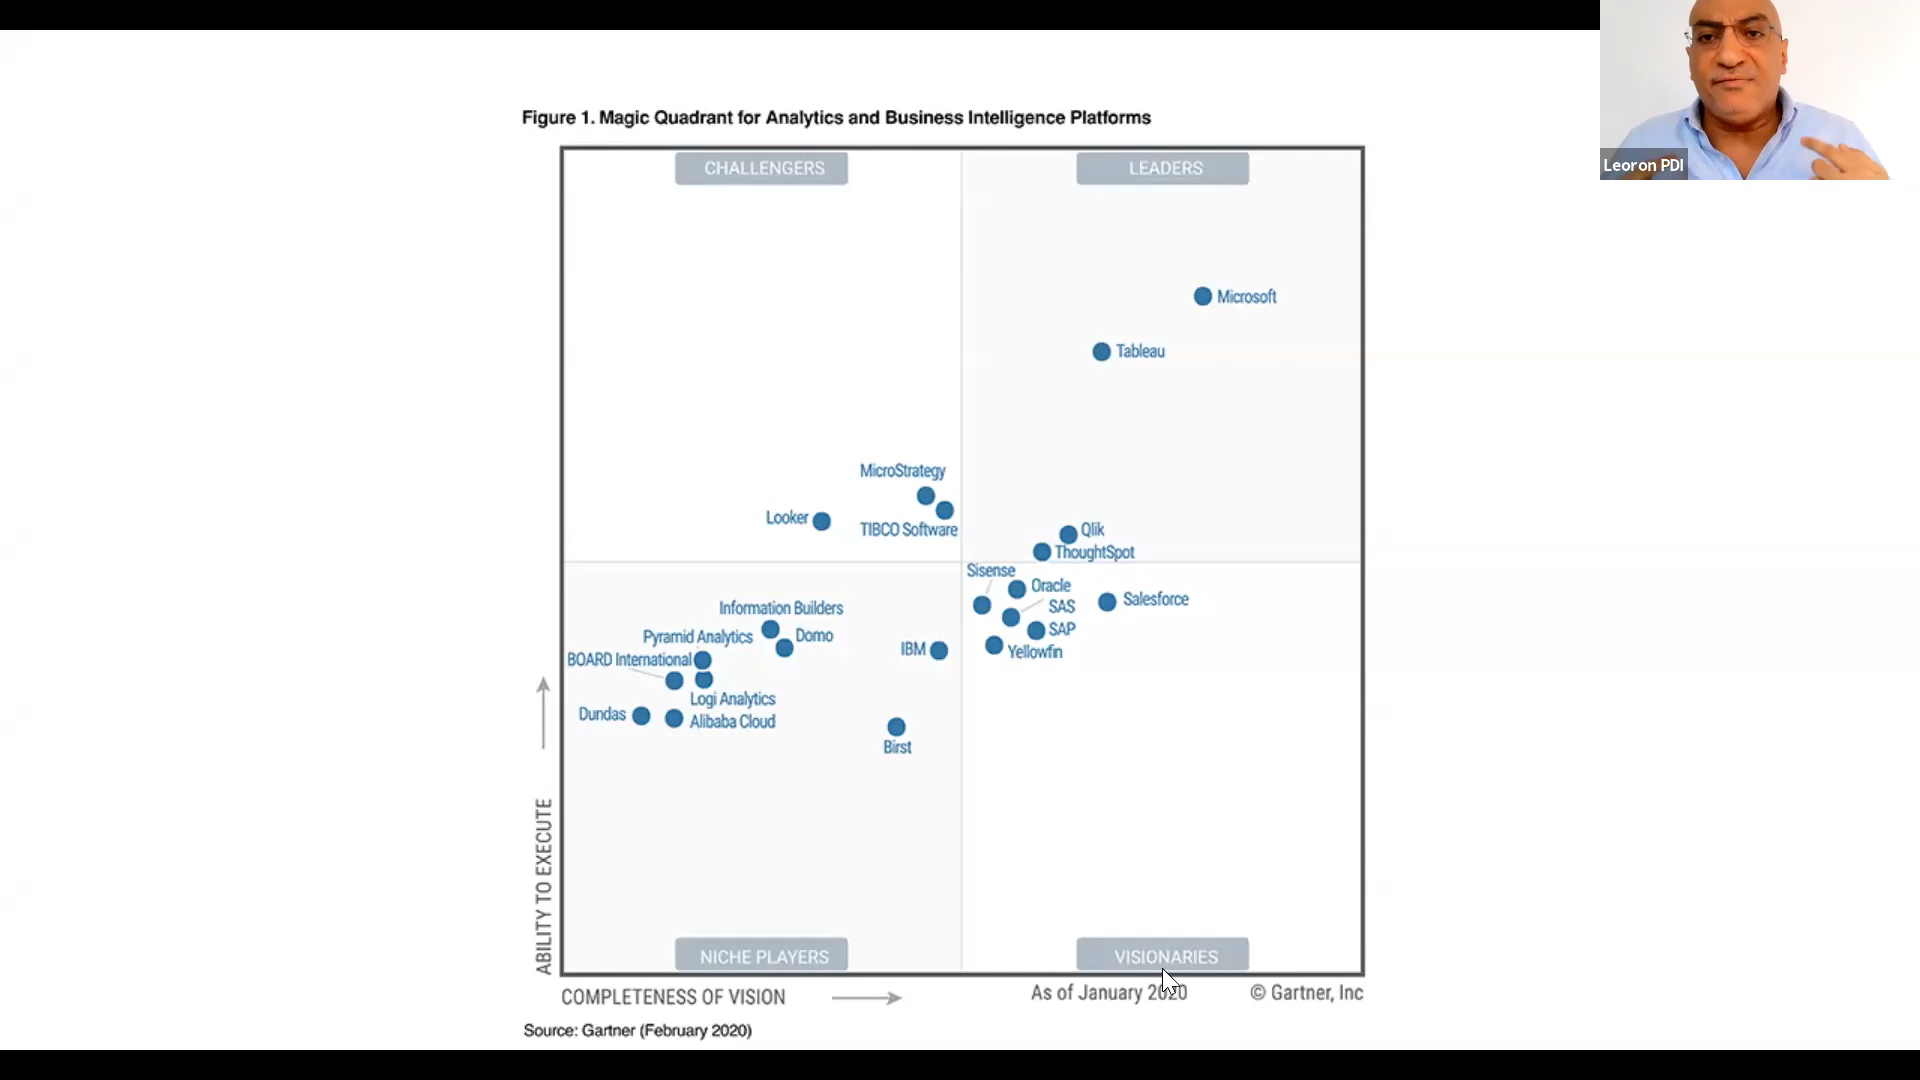 Leoron PDI
Figure 1. Magic Quadrant for Analytics and Business Intelligence Platforms
CHALLENGERS
LEADERS
Microsoft
Tableau
MicroStrategy
Looker
TIBCO Software
Qlik
ThoughtSpot
Sisense
Oracle
Salesforce
SAS
SAP
Yellowfin
Information Builders
Domo
Pyramid Analytics
IBM
BOARD International
Logi Analytics
Dundas
Alibaba Cloud
Birst
ABILITY TO EXECUTE
NICHE PLAYERS
VISIONARIES
COMPLETENESS OF VISION
As of January 2020
© Gartner, Inc
Source: Gartner (February 2020)